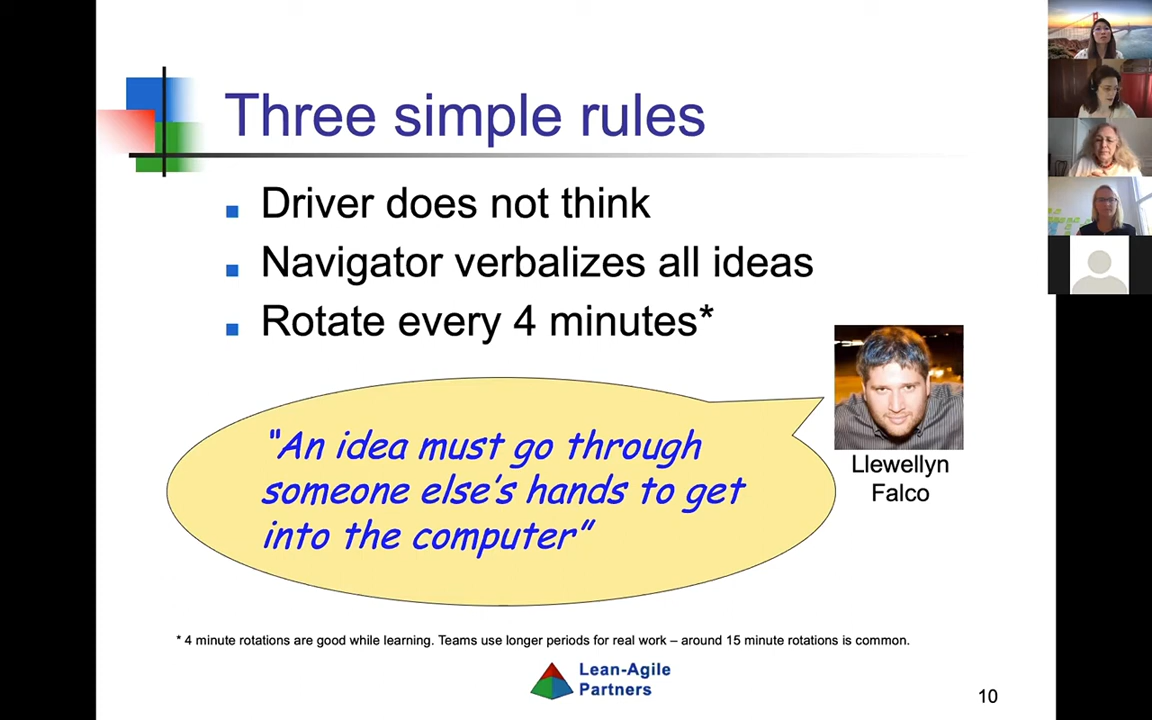 Three simple rules
Driver does not think
Navigator verbalizes all ideas
Rotate every 4 minutes*
"An idea must go through
someone else's hands to get
into the computer"
Llewellyn
Falco
* 4 minute rotations are good while learning. Teams use longer periods for real work – around 15 minute rotations is common.
Lean-Agile
Partners
10